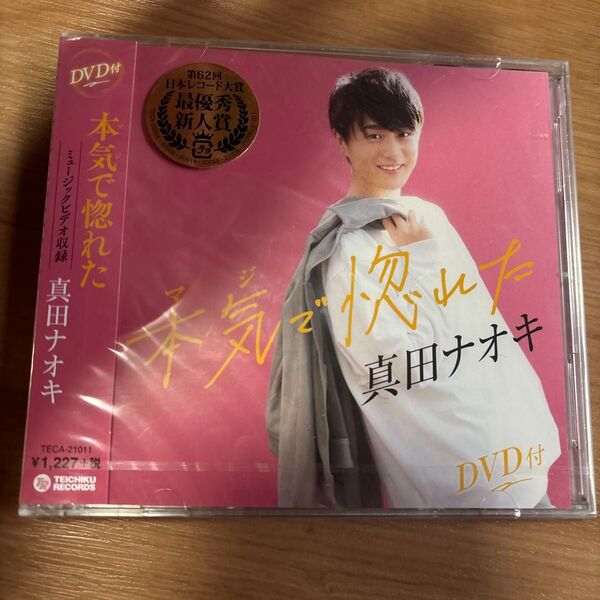 DVD付
本気で惚れた
ミュージックビデオ収録
真田ナオキ
TECA-21011
¥1,227+税
TEICHIKU
RECORDS
第62回
日本レコード大賞
最優秀
新人賞
マジ
本気で惚れた
真田ナオキ
DVD付